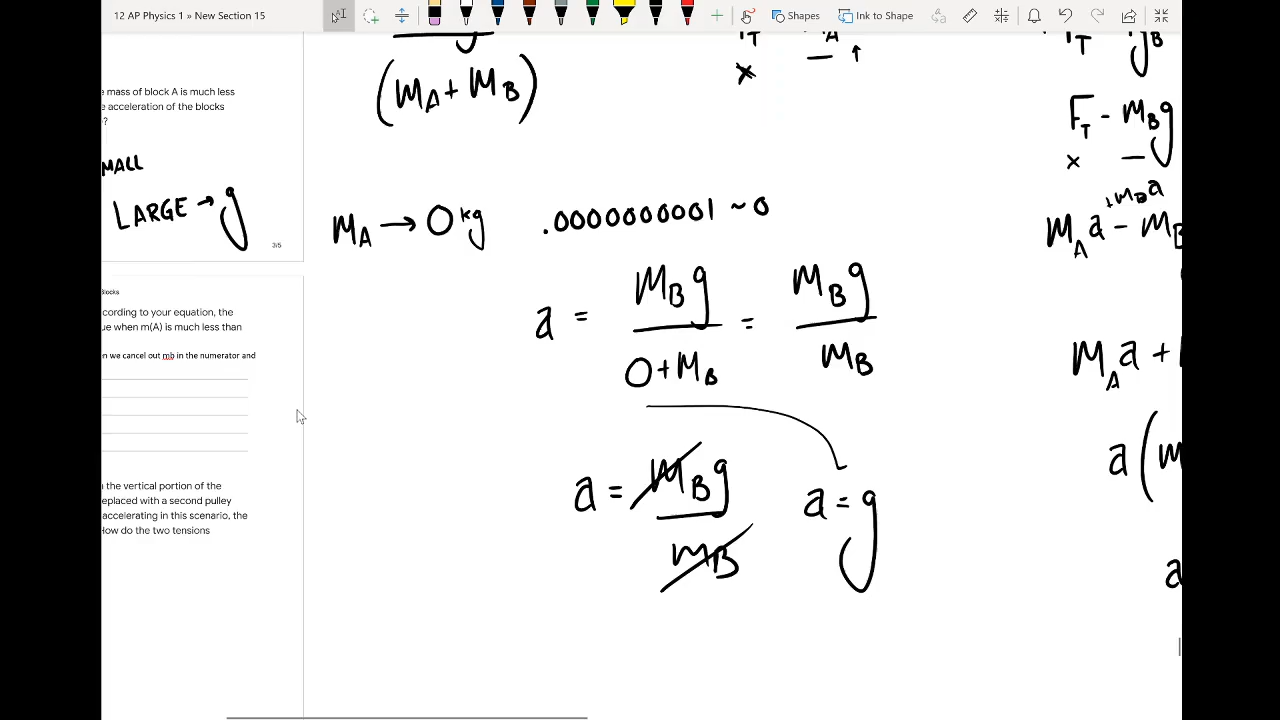 12 AP Physics 1 » New Section 15
Shapes
Ink to Shape
e mass of block A is much less
e acceleration of the blocks
?
MALL
LARGE → g
3/5
Blocks
cording to your equation, the
ue when m(A) is much less than
n we cancel out mb in the numerator and
n the vertical portion of the
eplaced with a second pulley
accelerating in this scenario, the
How do the two tensions
(mA + mB)
mA → 0 kg .0000000001 ~ 0
a = mBg / 0 + mB = mBg / mB
a = mBg / mB
a = g
FT - mBg
+mBa
mAa - mB
mAa +
a(m
a